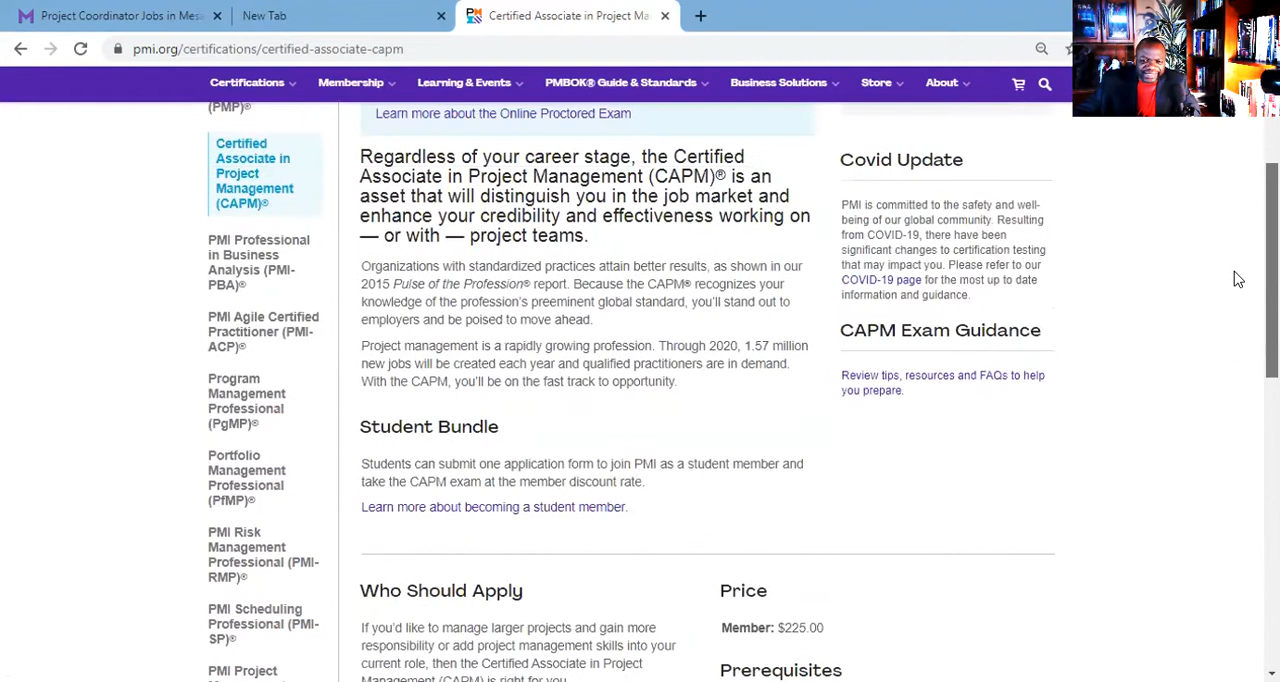 Project Coordinator Jobs in Mesa
New Tab
Certified Associate in Project Ma
pmi.org/certifications/certified-associate-capm
Certifications
Membership
Learning & Events
PMBOK® Guide & Standards
Business Solutions
Store
About
(PMP)®
Certified
Associate in
Project
Management
(CAPM)®
PMI Professional
in Business
Analysis (PMI-
PBA)®
PMI Agile Certified
Practitioner (PMI-
ACP)®
Program
Management
Professional
(PgMP)®
Portfolio
Management
Professional
(PfMP)®
PMI Risk
Management
Professional (PMI-
RMP)®
PMI Scheduling
Professional (PMI-
SP)®
PMI Project
Learn more about the Online Proctored Exam
Regardless of your career stage, the Certified
Associate in Project Management (CAPM)® is an
asset that will distinguish you in the job market and
enhance your credibility and effectiveness working on
— or with — project teams.
Organizations with standardized practices attain better results, as shown in our
2015 Pulse of the Profession® report. Because the CAPM® recognizes your
knowledge of the profession's preeminent global standard, you'll stand out to
employers and be poised to move ahead.
Project management is a rapidly growing profession. Through 2020, 1.57 million
new jobs will be created each year and qualified practitioners are in demand.
With the CAPM, you'll be on the fast track to opportunity.
Student Bundle
Students can submit one application form to join PMI as a student member and
take the CAPM exam at the member discount rate.
Learn more about becoming a student member.
Who Should Apply
If you'd like to manage larger projects and gain more
responsibility or add project management skills into your
current role, then the Certified Associate in Project
Management (CAPM) is right for you
Price
Member: $225.00
Prerequisites
Covid Update
PMI is committed to the safety and well-
being of our global community. Resulting
from COVID-19, there have been
significant changes to certification testing
that may impact you. Please refer to our
COVID-19 page for the most up to date
information and guidance.
CAPM Exam Guidance
Review tips, resources and FAQs to help
you prepare.